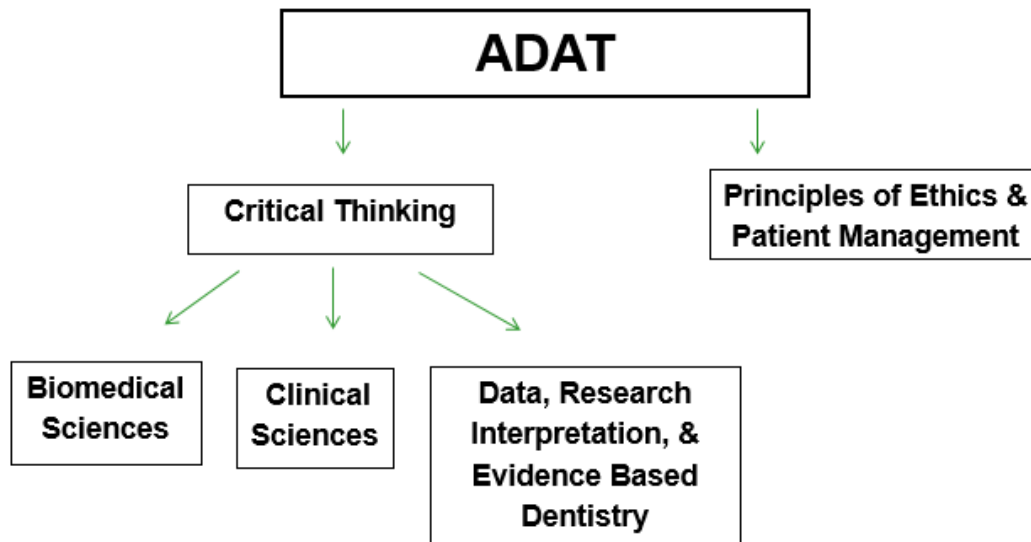 ADAT
Critical Thinking
Principles of Ethics &
Patient Management
Biomedical
Sciences
Clinical
Sciences
Data, Research
Interpretation, &
Evidence Based
Dentistry